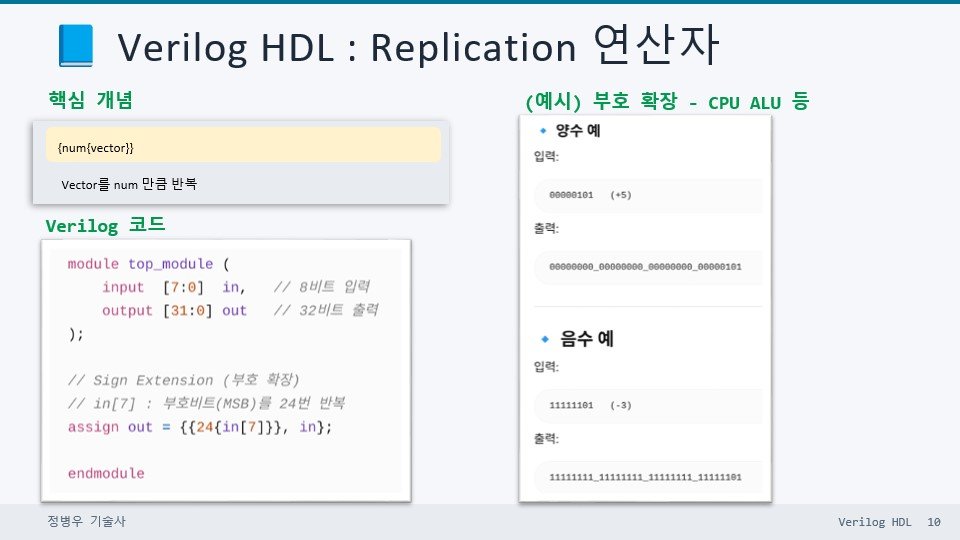 Verilog HDL : Replication 연산자
핵심 개념
{num{vector}}
Vector를 num 만큼 반복
Verilog 코드
module top_module (
    input  [7:0]  in,   // 8비트 입력
    output [31:0] out   // 32비트 출력
);

// Sign Extension (부호 확장)
// in[7] : 부호비트(MSB)를 24번 반복
assign out = {{24{in[7]}}, in};

endmodule
(예시) 부호 확장 - CPU ALU 등
양수 예
입력:
00000101   (+5)
출력:
00000000_00000000_00000000_00000101
음수 예
입력:
11111101   (-3)
출력:
11111111_11111111_11111111_11111101
정병우 기술사
Verilog HDL  10